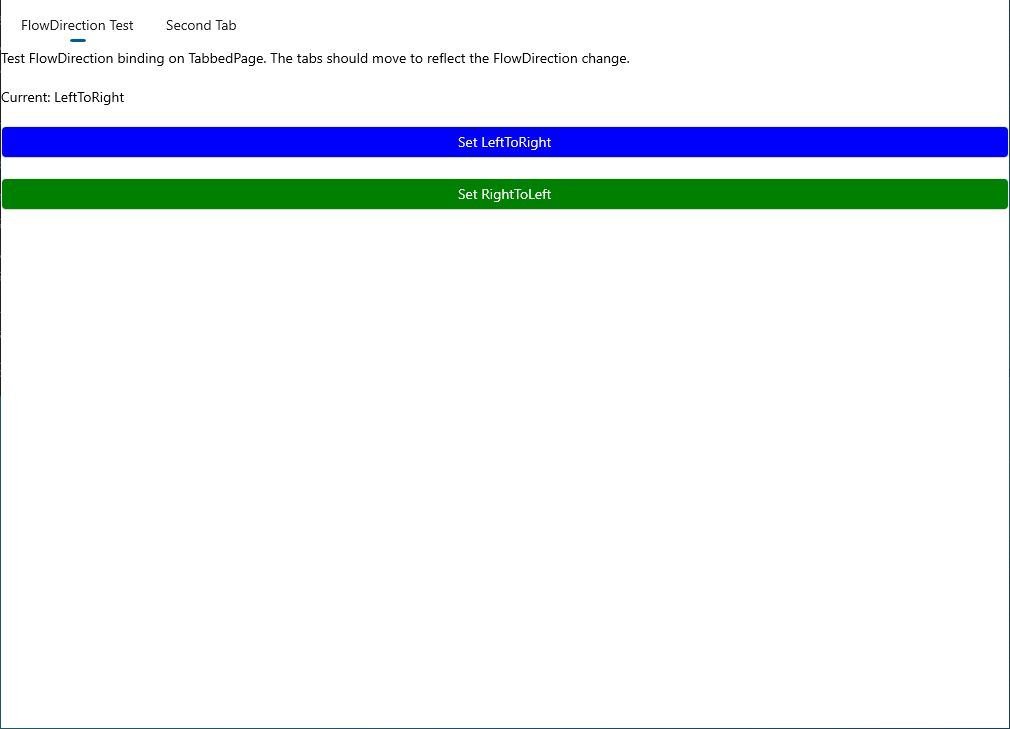 FlowDirection Test Second Tab
Test FlowDirection binding on TabbedPage. The tabs should move to reflect the FlowDirection change.
Current: LeftToRight
Set LeftToRight
Set RightToLeft